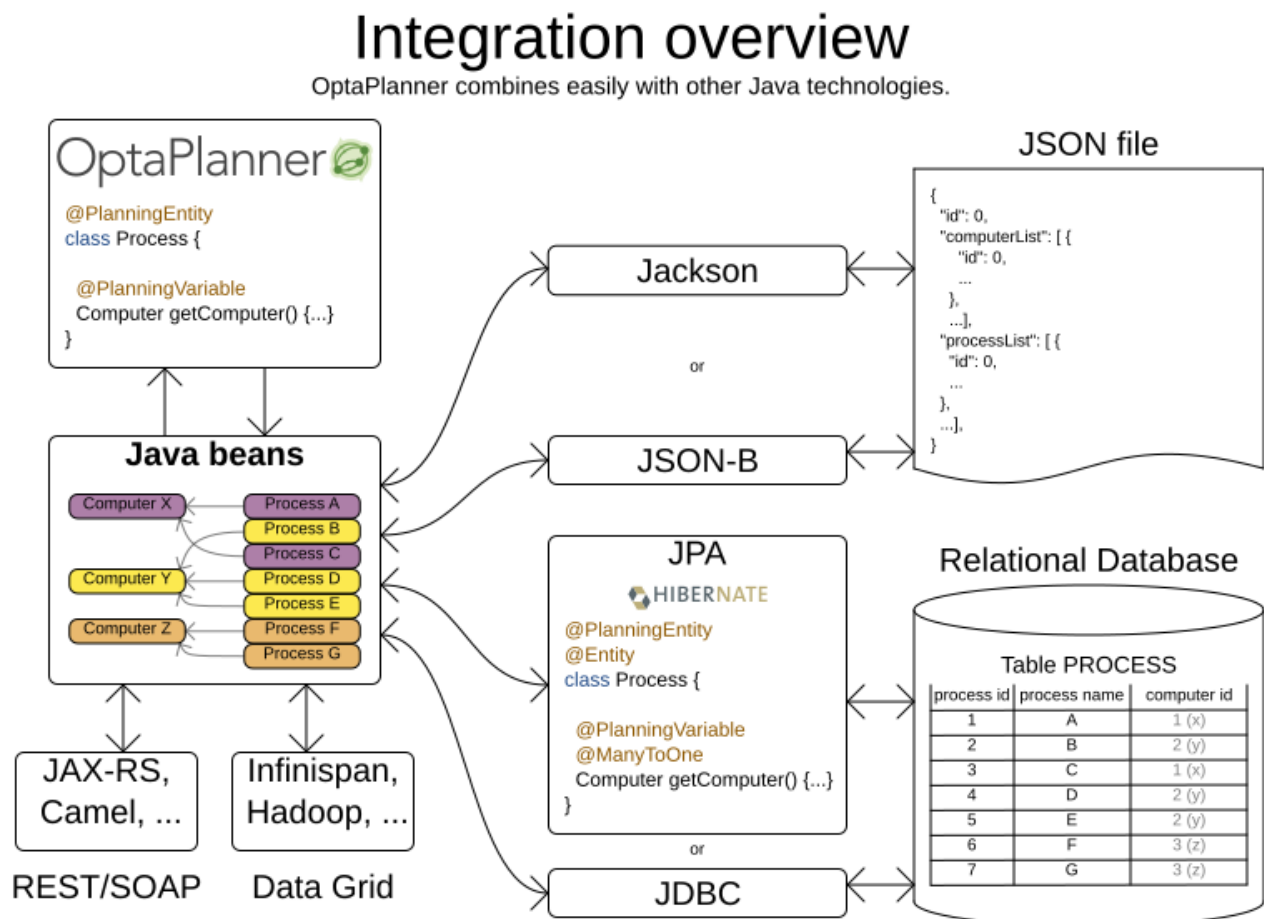 Integration overview
OptaPlanner combines easily with other Java technologies.
OptaPlanner
@PlanningEntity
class Process {
@PlanningVariable
Computer getComputer() {...}
}
Java beans
Computer X
Computer Y
Computer Z
Process A
Process B
Process C
Process D
Process E
Process F
Process G
JAX-RS,
Camel, ...
REST/SOAP
Infinispan,
Hadoop, ...
Data Grid
Jackson
or
JSON-B
JPA
HIBERNATE
@PlanningEntity
@Entity
class Process {
@PlanningVariable
@ManyToOne
Computer getComputer() {...}
}
or
JDBC
JSON file
{
"id": 0,
"computerList": [ {
"id": 0,
...
},
...],
"processList": [ {
"id": 0,
...
},
...],
}
Relational Database
Table PROCESS
process id process name computer id
1 A 1 (x)
2 B 2 (y)
3 C 1 (x)
4 D 2 (y)
5 E 2 (y)
6 F 3 (z)
7 G 3 (z)